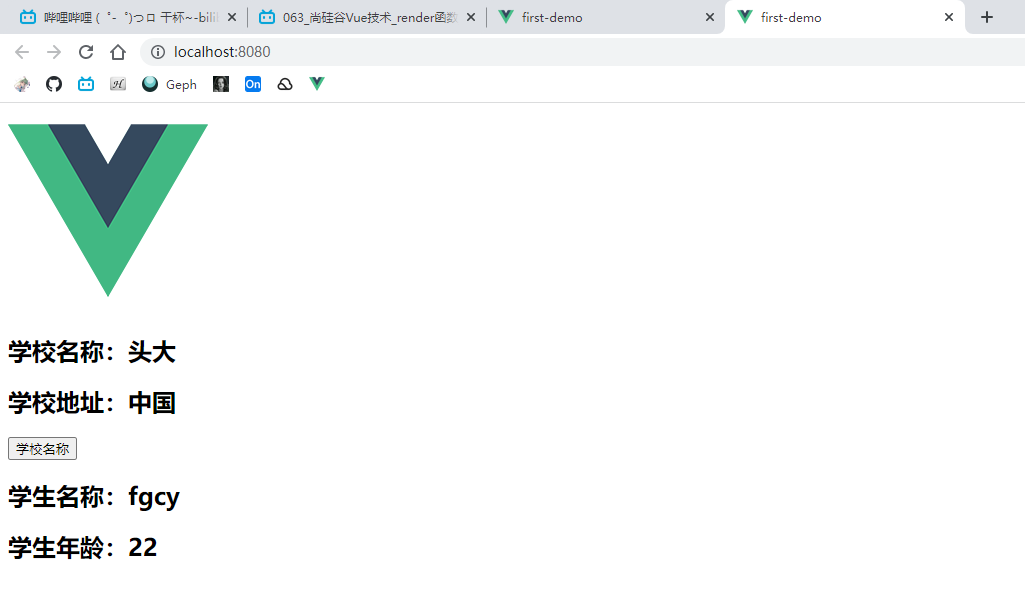 哔哩哔哩 ( ゜- ゜)つロ 干杯~-bili
063_尚硅谷Vue技术_render函数
first-demo
first-demo
localhost:8080
Geph
On
学校名称：头大
学校地址：中国
学校名称
学生名称：fgcy
学生年龄：22